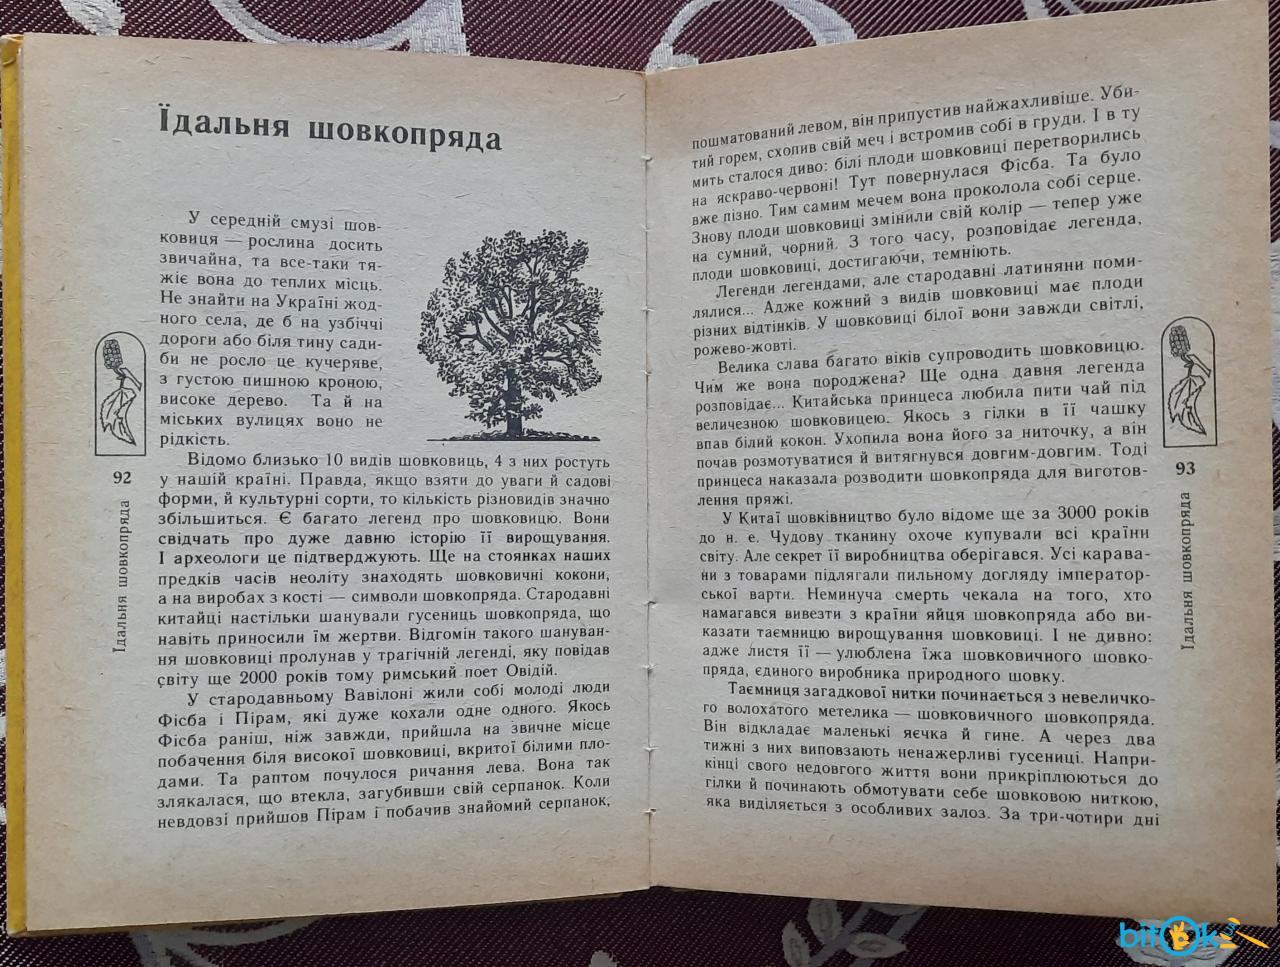 Їдальня шовкопряда
У середній смузі шов-
ковиця — рослина досить
звичайна, та все-таки тя-
жіє вона до теплих місць.
Не знайти на Україні жод-
ного села, де б на узбіччі
дороги або біля тину сади-
би не росло це кучеряве,
з густою пишною кроною,
високе дерево. Та й на
міських вулицях воно не
рідкість.
Відомо близько 10 видів шовковиць, 4 з них ростуть
у нашій країні. Правда, якщо взяти до уваги й садові
форми, й культурні сорти, то кількість різновидів значно
збільшиться. Є багато легенд про шовковицю. Вони
свідчать про дуже давню історію її вирощування.
І археологи це підтверджують. Ще на стоянках наших
предків часів неоліту знаходять шовковичні кокони,
а на виробах з кості — символи шовкопряда. Стародавні
китайці настільки шанували гусениць шовкопряда, що
навіть приносили їм жертви. Відгомін такого шануван-
ня шовковиці пролунав у трагічній легенді, яку повідав
світу ще 2000 років тому римський поет Овідій.
У стародавньому Вавілоні жили собі молоді люди
Фісба і Пірам, які дуже кохали одне одного. Якось
Фісба раніш, ніж завжди, прийшла на звичне місце
побачення біля високої шовковиці, вкритої білими пло-
дами. Та раптом почулося ричання лева. Вона так
злякалася, що втекла, загубивши свій серпанок. Коли
невдовзі прийшов Пірам і побачив знайомий серпанок,
92
Їдальня шовкопряда
пошматований левом, він припустив найжахливіше. Уби-
тий горем, схопив свій меч і встромив собі в груди. І в ту
мить сталося диво: білі плоди шовковиці перетворились
на яскраво-червоні! Тут повернулася Фісба. Та було
вже пізно. Тим самим мечем вона проколола собі серце.
Знову плоди шовковиці змінили свій колір — тепер уже
на сумний, чорний. З того часу, розповідає легенда,
плоди шовковиці, достигаючи, темніють.
Легенди легендами, але стародавні латиняни поми-
лялися... Адже кожний з видів шовковиці має плоди
різних відтінків. У шовковиці білої вони завжди світлі,
рожево-жовті.
Велика слава багато віків супроводить шовковицю.
Чим же вона породжена? Ще одна давня легенда
розповідає... Китайська принцеса любила пити чай під
величезною шовковицею. Якось з гілки в її чашку
впав білий кокон. Ухопила вона його за ниточку, а він
почав розмотуватися й витягнувся довгим-довгим. Тоді
принцеса наказала розводити шовкопряда для виготов-
лення пряжі.
У Китаї шовківництво було відоме ще за 3000 років
до н. е. Чудову тканину охоче купували всі країни
світу. Але секрет її виробництва оберігався. Усі карава-
ни з товарами підлягали пильному догляду імператор-
ської варти. Неминуча смерть чекала на того, хто
намагався вивезти з країни яйця шовкопряда або ви-
казати таємницю вирощування шовковиці. І не дивно:
адже листя її — улюблена їжа шовковичного шовко-
пряда, єдиного виробника природного шовку.
Таємниця загадкової нитки починається з невеличко-
го волохатого метелика — шовковичного шовкопряда.
Він відкладає маленькі яєчка й гине. А через два
тижні з них виповзають ненажерливі гусениці. Напри-
кінці свого недовгого життя вони прикріплюються до
гілки й починають обмотувати себе шовковою ниткою,
яка виділяється з особливих залоз. За три-чотири дні
93
Їдальня шовкопряда
bitOk